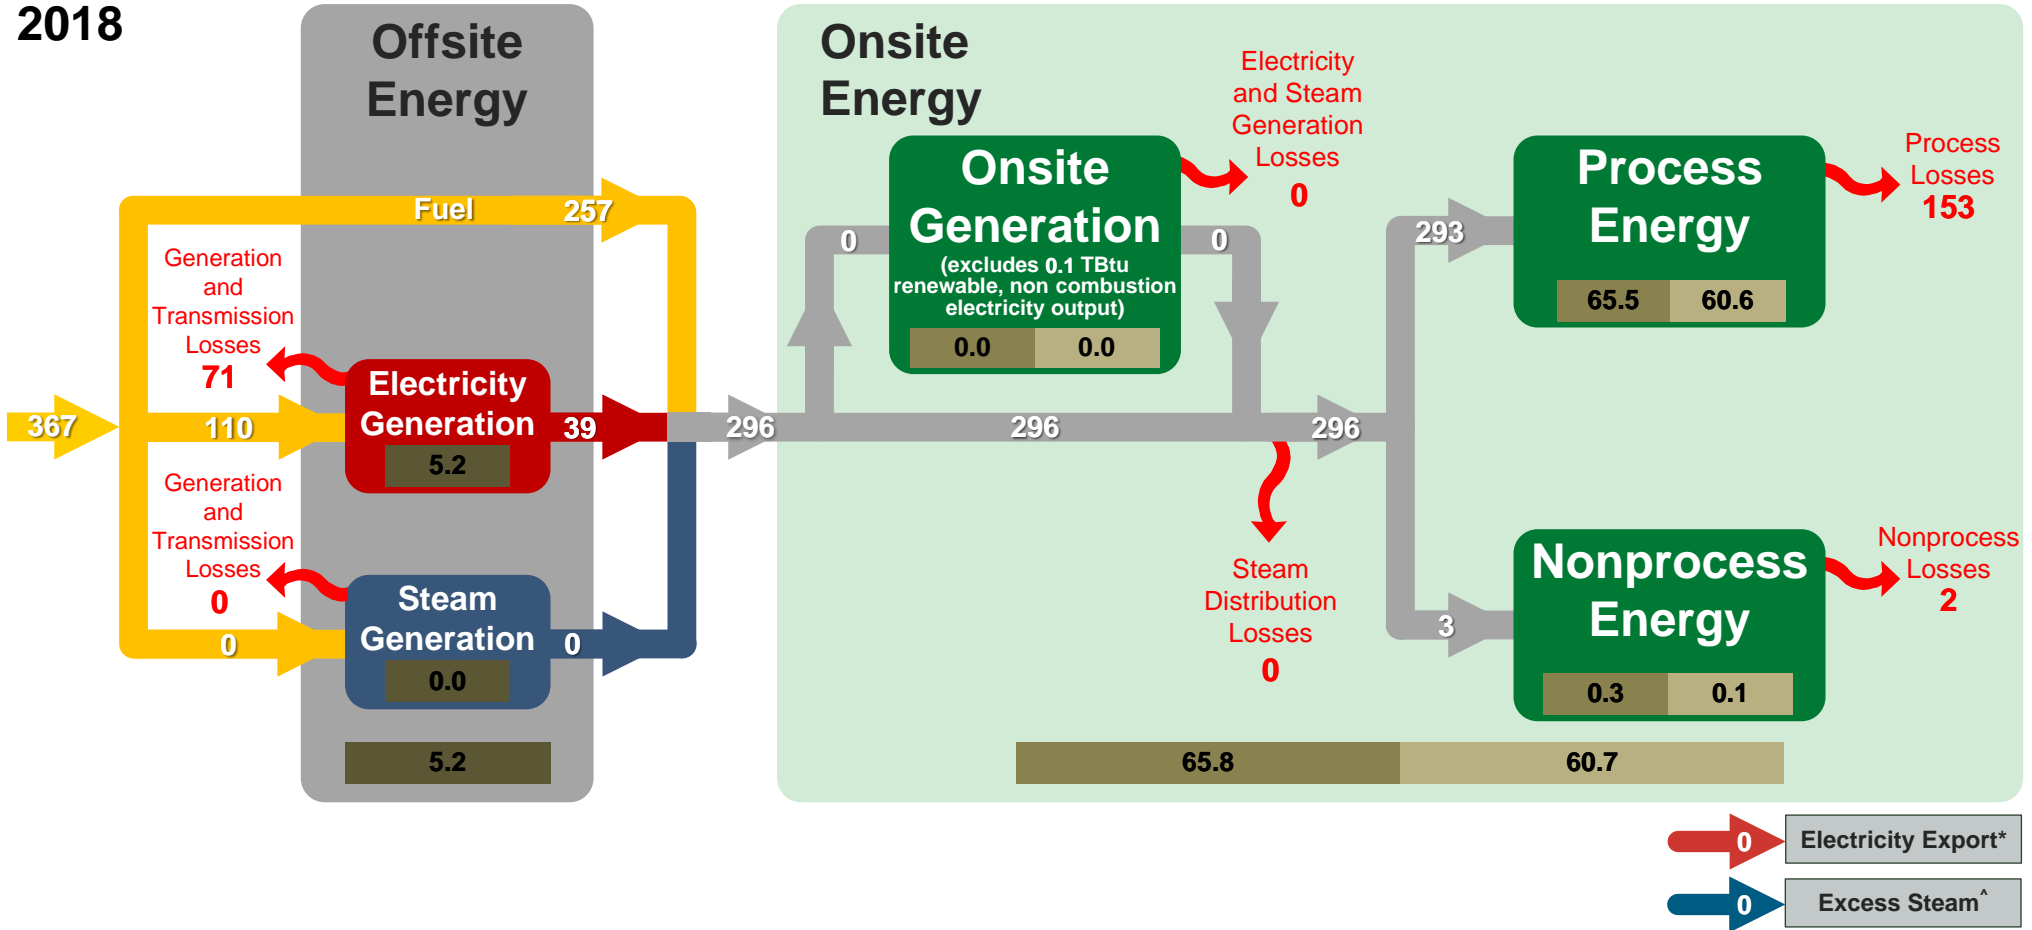 2018
Offsite
Energy
Onsite
Energy
Fuel
257
Generation
and
Transmission
Losses
71
367
110
Electricity
Generation
5.2
39
Generation
and
Transmission
Losses
0
0
Steam
Generation
0.0
0
5.2
296
0
Onsite
Generation
(excludes 0.1 TBtu
renewable, non combustion
electricity output)
0.0 0.0
0
Electricity
and Steam
Generation
Losses
0
296
296
Steam
Distribution
Losses
0
293
Process
Energy
65.5 60.6
Process
Losses
153
3
Nonprocess
Energy
0.3 0.1
Nonprocess
Losses
2
65.8 60.7
0 Electricity Export*
0 Excess Steam^